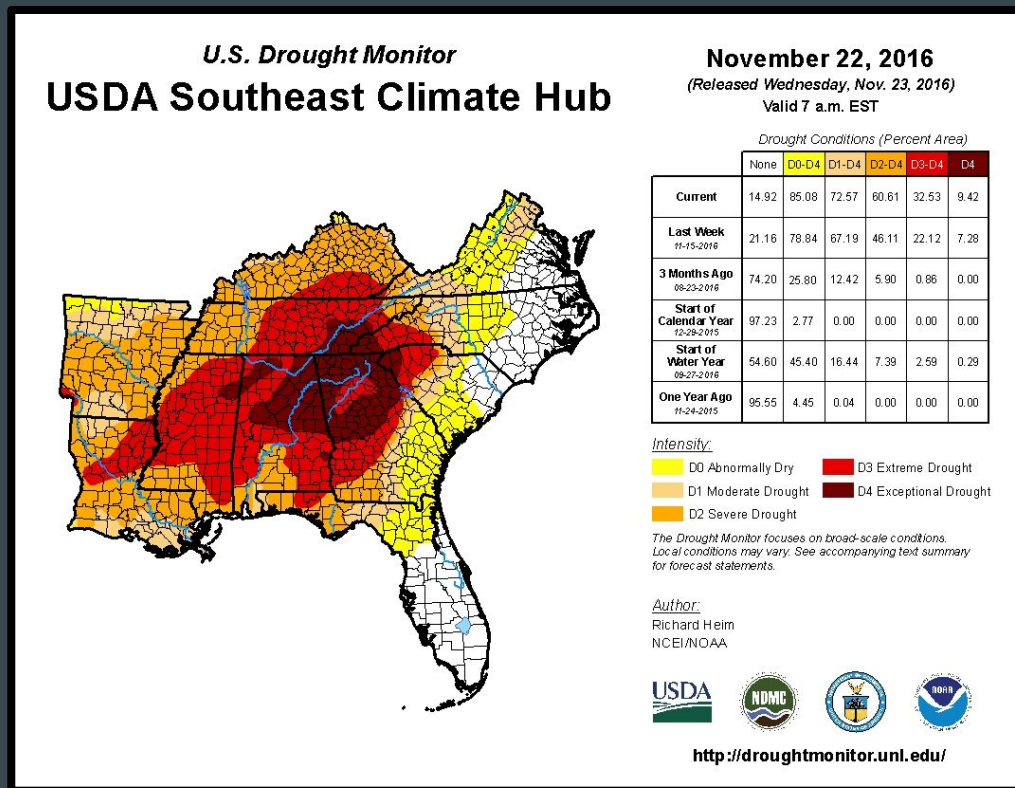 U.S. Drought Monitor
USDA Southeast Climate Hub
November 22, 2016
(Released Wednesday, Nov. 23, 2016)
Valid 7 a.m. EST
Drought Conditions (Percent Area)
None D0-D4 D1-D4 D2-D4 D3-D4 D4
Current 14.92 85.08 72.57 60.61 32.53 9.42
Last Week
11-15-2016
21.16 78.84 67.19 46.11 22.12 7.28
3 Months Ago
08-23-2016
74.20 25.80 12.42 5.90 0.86 0.00
Start of
Calendar Year
12-29-2015
97.23 2.77 0.00 0.00 0.00 0.00
Start of
Water Year
09-27-2016
54.60 45.40 16.44 7.39 2.59 0.29
One Year Ago
11-24-2015
95.55 4.45 0.04 0.00 0.00 0.00
Intensity:
D0 Abnormally Dry
D1 Moderate Drought
D2 Severe Drought
D3 Extreme Drought
D4 Exceptional Drought
The Drought Monitor focuses on broad-scale conditions.
Local conditions may vary. See accompanying text summary
for forecast statements.
Author:
Richard Heim
NCEI/NOAA
USDA
NDMC
NOAA
http://droughtmonitor.unl.edu/